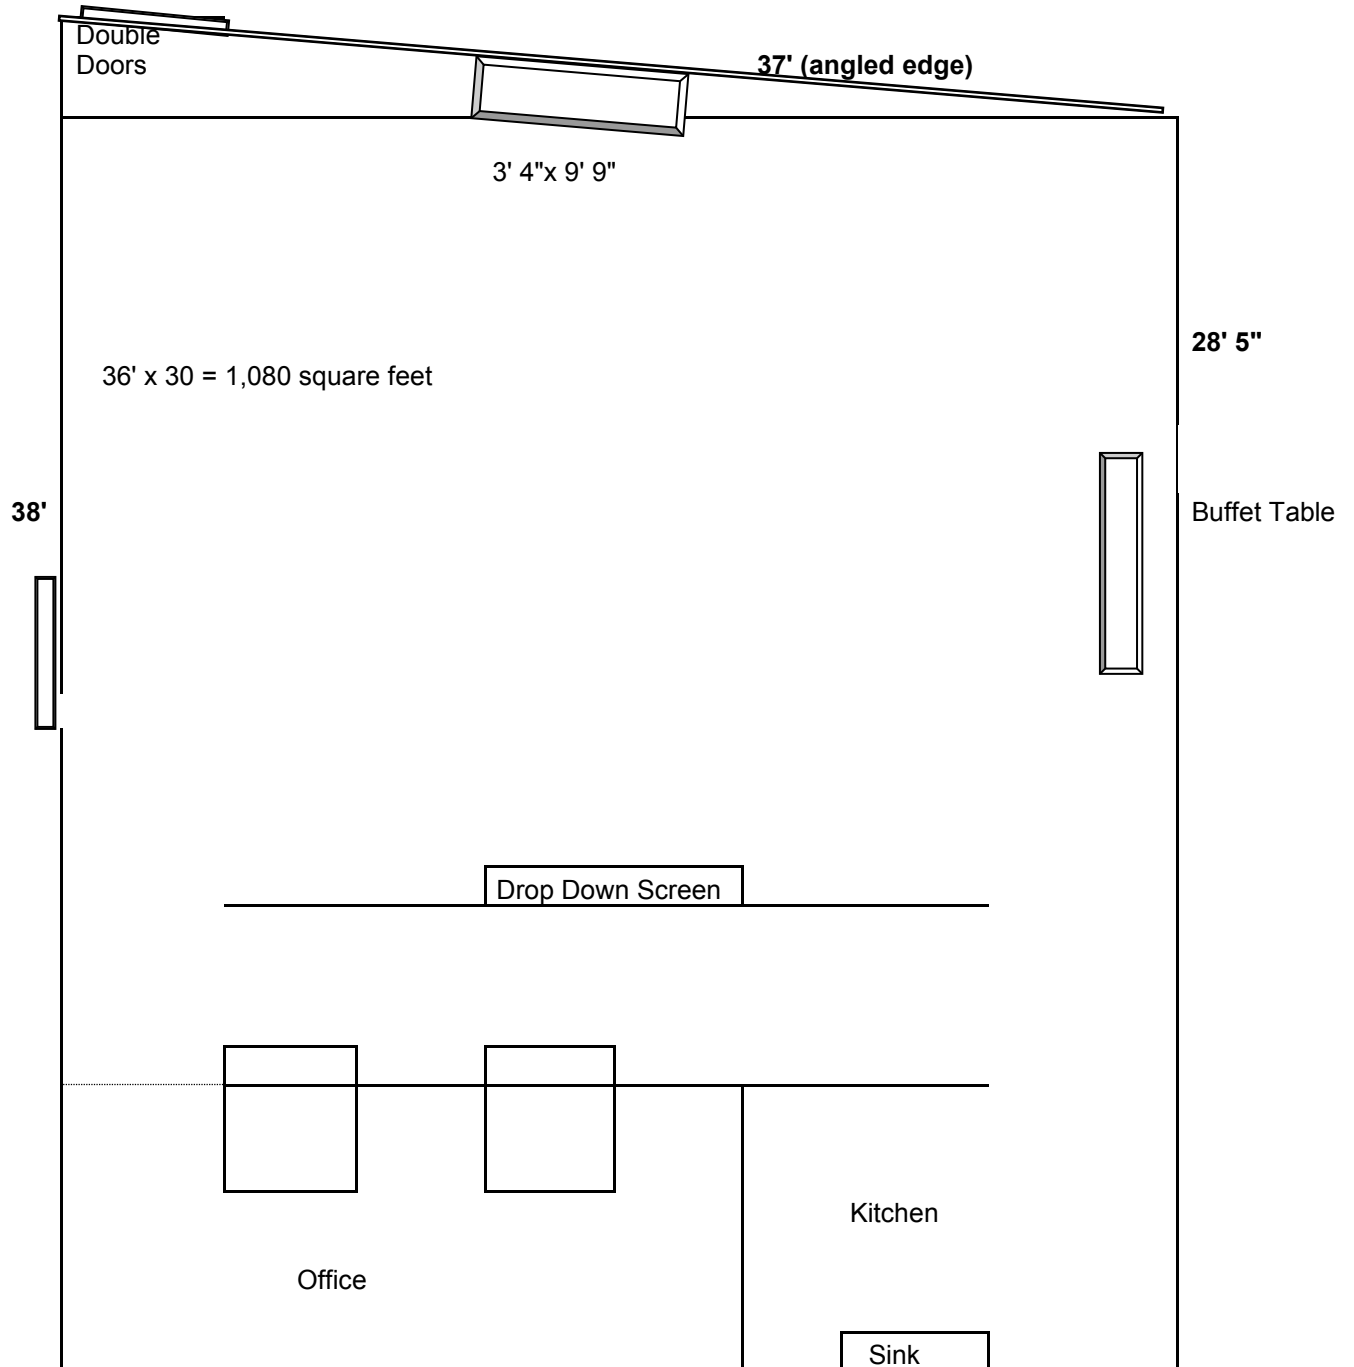 Double
Doors
37' (angled edge)
3' 4"x 9' 9"
28' 5"
36' x 30 = 1,080 square feet
38'
Buffet Table
Drop Down Screen
Kitchen
Office
Sink